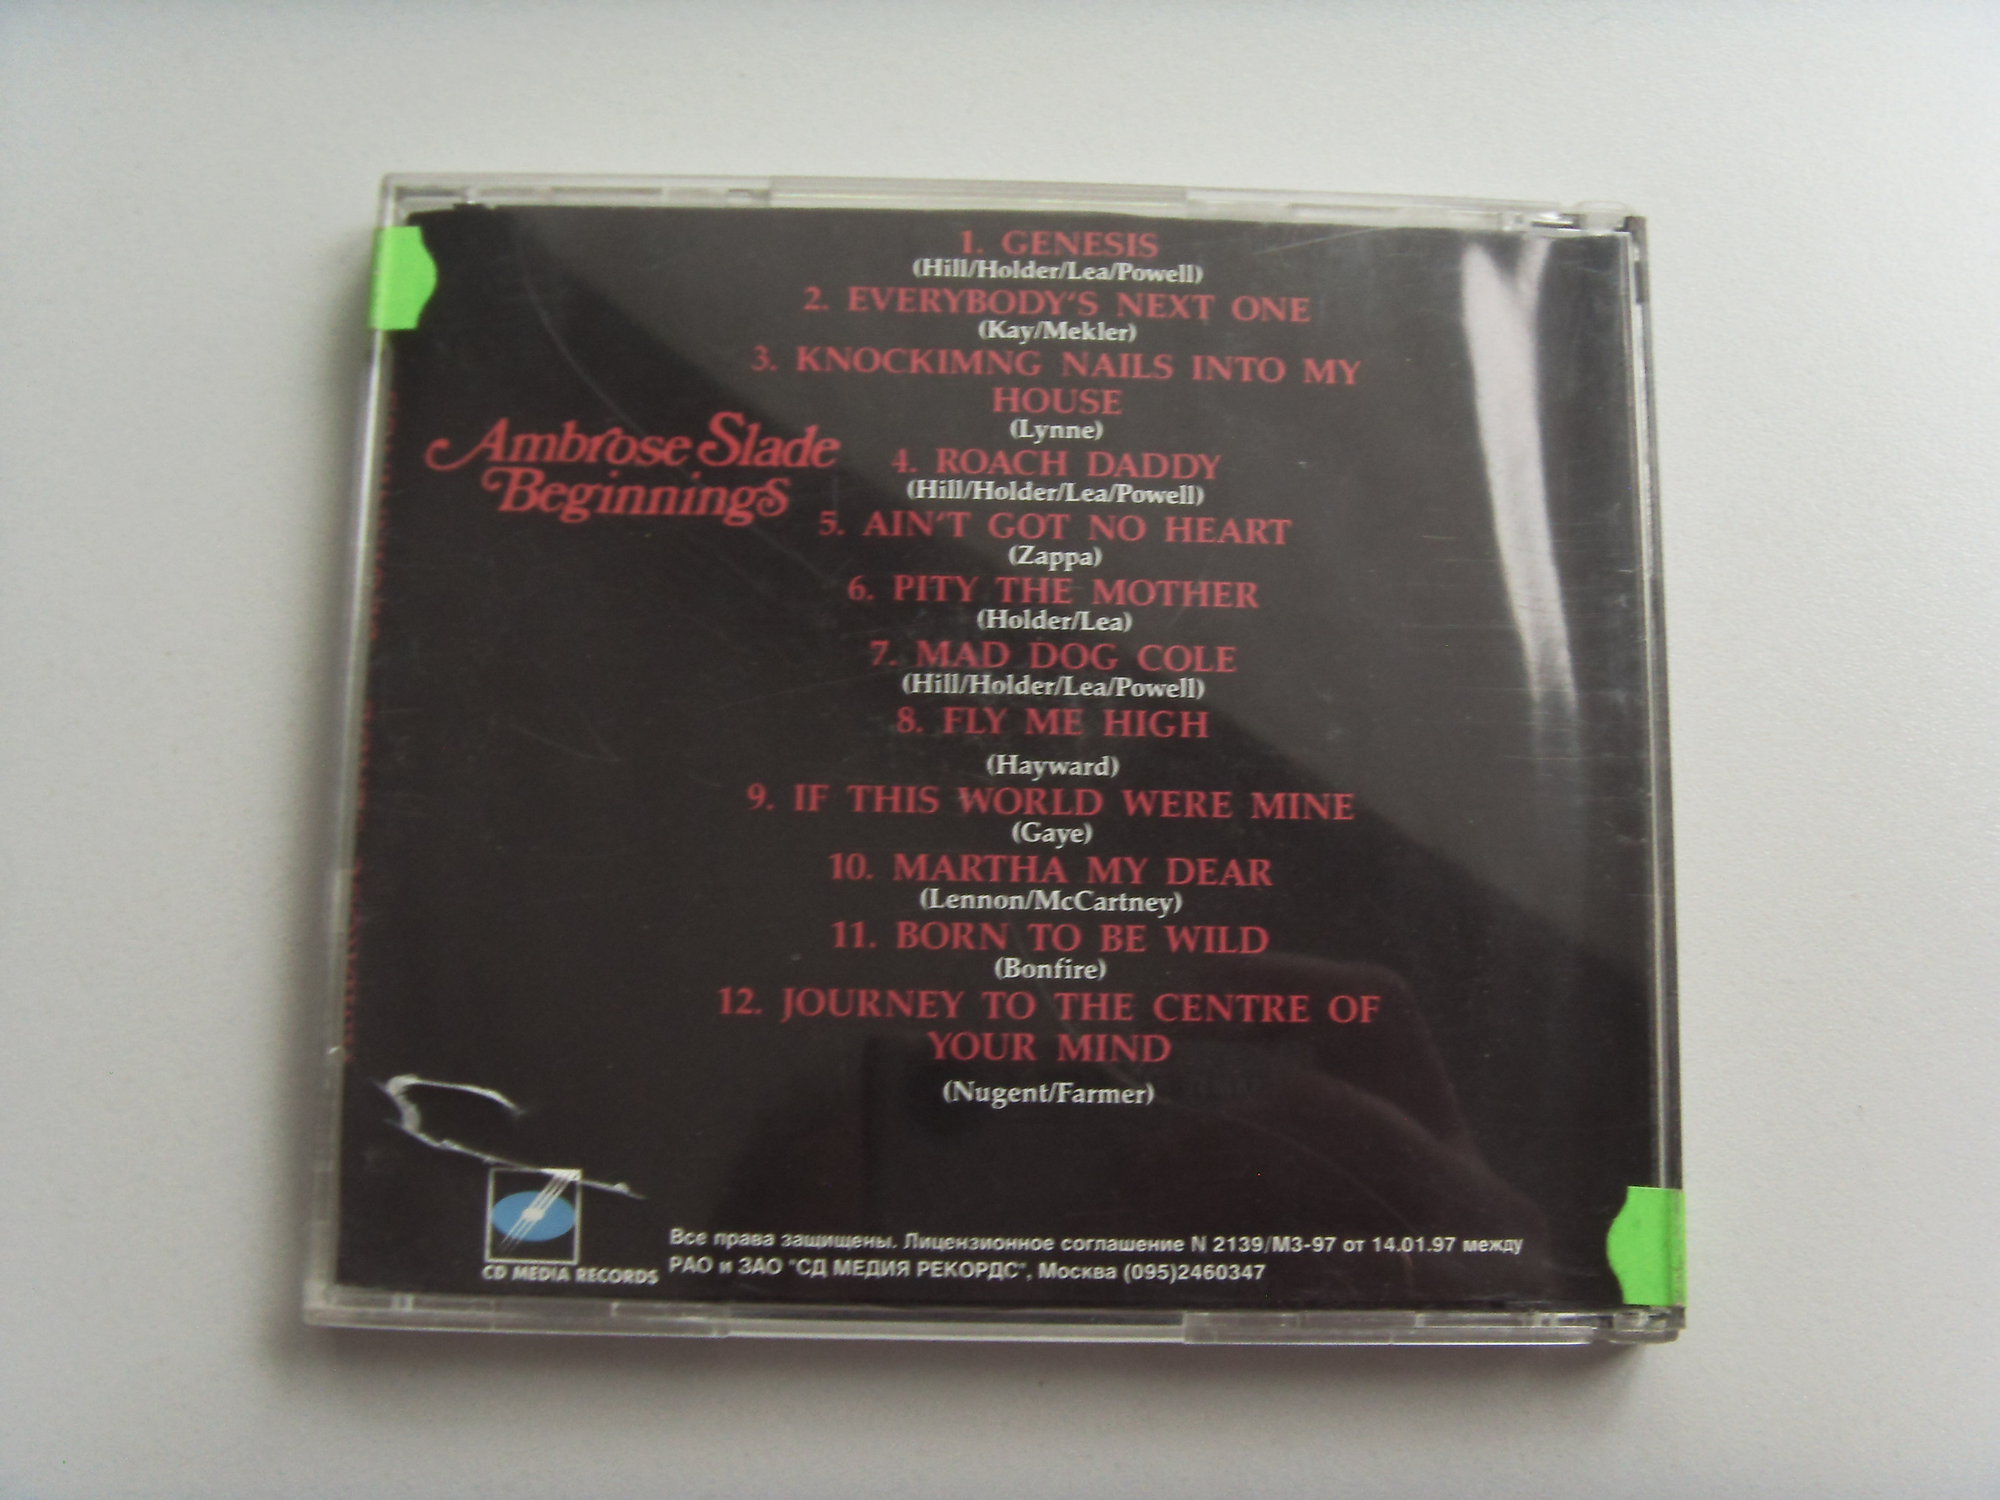 1. GENESIS
(Hill/Holder/Lea/Powell)
2. EVERYBODY'S NEXT ONE
(Kay/Mekler)
3. KNOCKIMNG NAILS INTO MY
HOUSE
(Lynne)
Ambrose Slade
Beginnings
4. ROACH DADDY
(Hill/Holder/Lea/Powell)
5. AIN'T GOT NO HEART
(Zappa)
6. PITY THE MOTHER
(Holder/Lea)
7. MAD DOG COLE
(Hill/Holder/Lea/Powell)
8. FLY ME HIGH
(Hayward)
9. IF THIS WORLD WERE MINE
(Gaye)
10. MARTHA MY DEAR
(Lennon/McCartney)
11. BORN TO BE WILD
(Bonfire)
12. JOURNEY TO THE CENTRE OF
YOUR MIND
(Nugent/Farmer)
CD MEDIA RECORDS
Все права защищены. Лицензионное соглашение N 2139/МЗ-97 от 14.01.97 между
РАО и ЗАО "СД МЕДИЯ РЕКОРДС", Москва (095)2460347